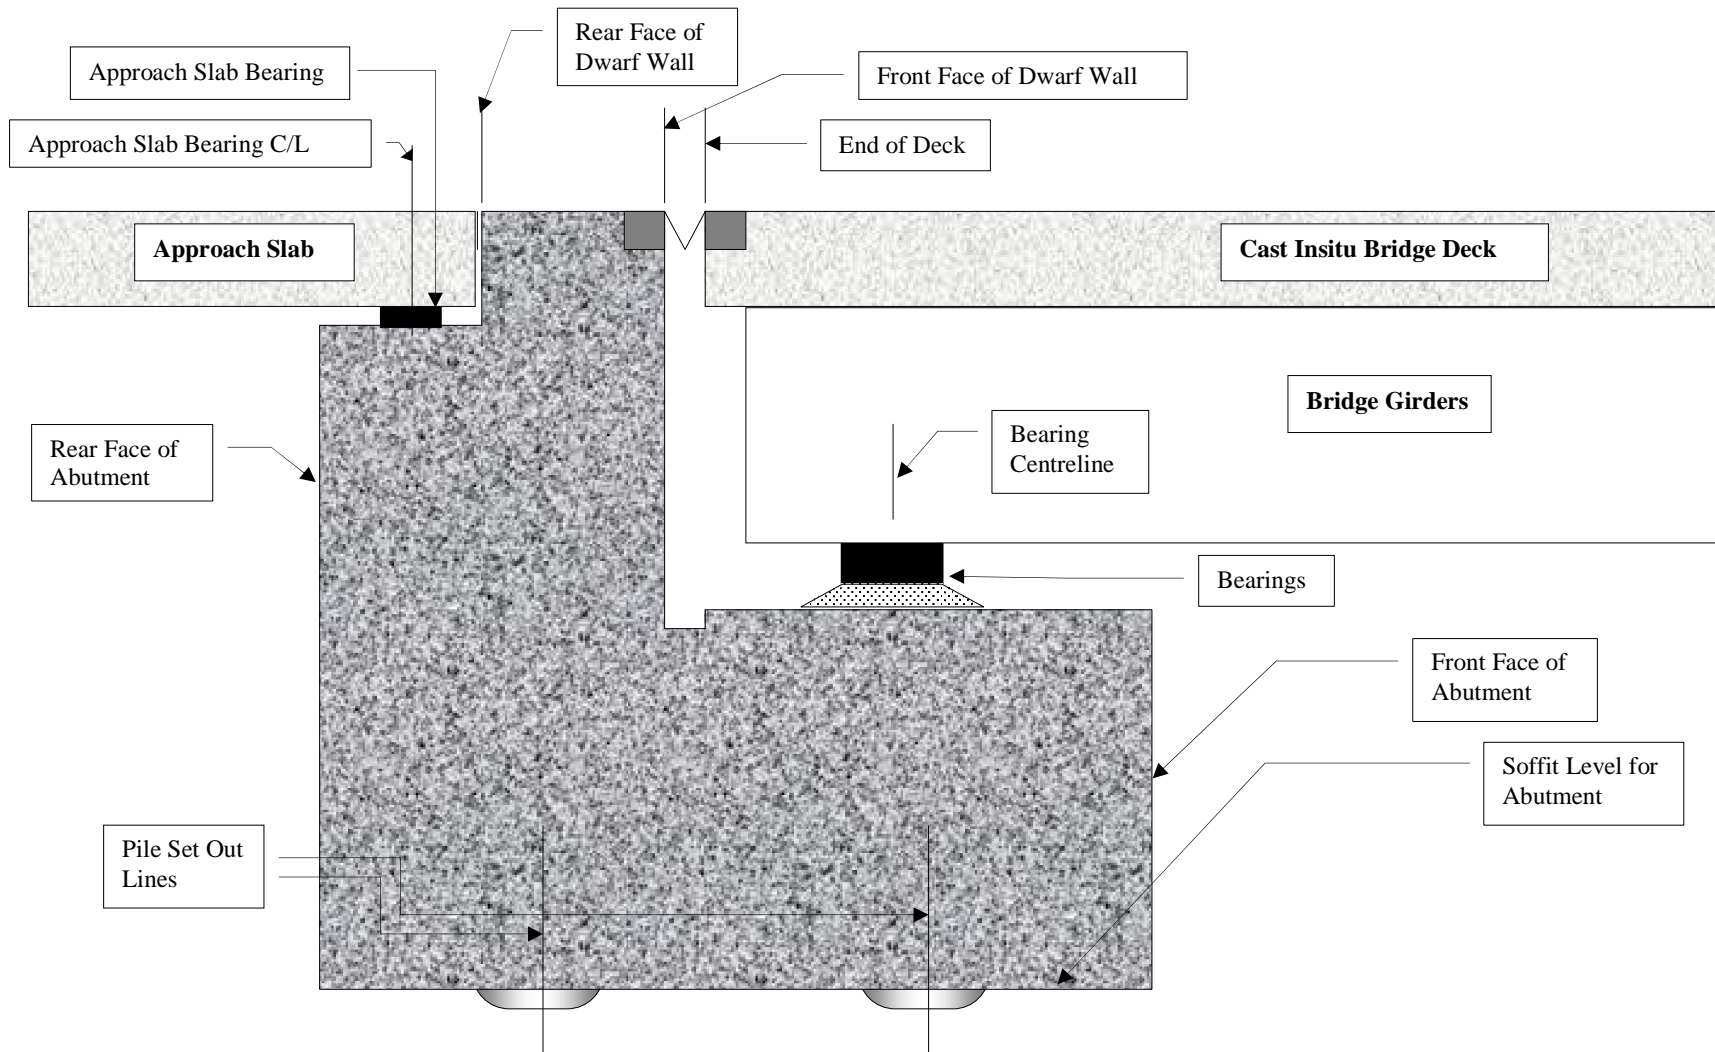 Rear Face of
Dwarf Wall
Approach Slab Bearing
Front Face of Dwarf Wall
Approach Slab Bearing C/L
End of Deck
Approach Slab
Cast Insitu Bridge Deck
Bridge Girders
Rear Face of
Abutment
Bearing
Centreline
Bearings
Front Face of
Abutment
Soffit Level for
Abutment
Pile Set Out
Lines